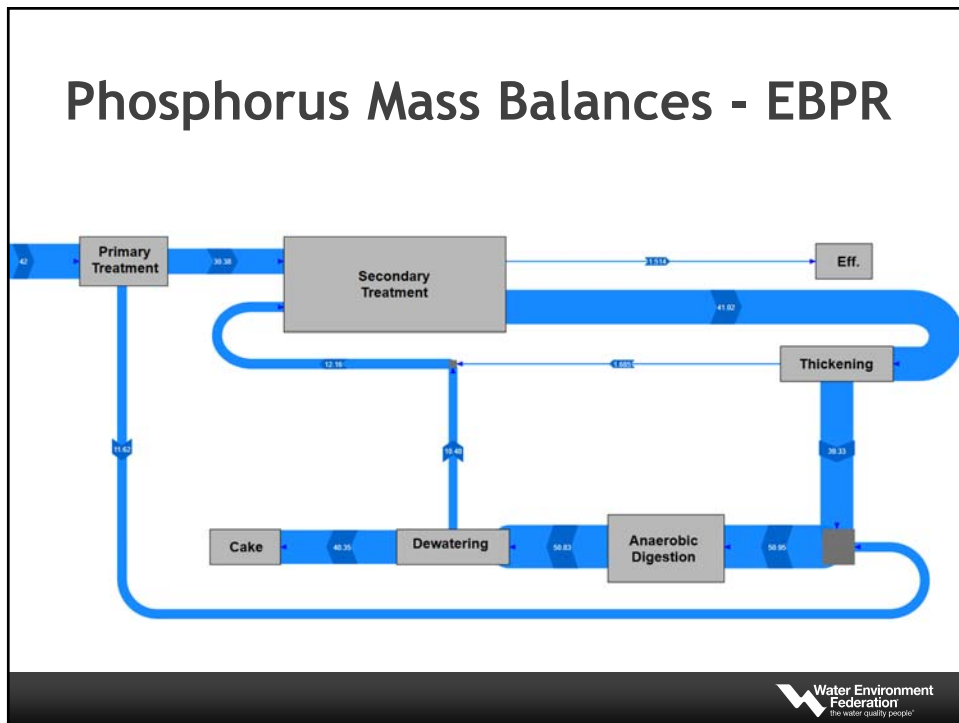 Phosphorus Mass Balances - EBPR
42
Primary
Treatment
30.38
Secondary
Treatment
1.514
Eff.
41.02
12.16
Thickening
11.62
10.48
39.33
Cake
40.35
Dewatering
50.83
Anaerobic
Digestion
50.95
Water Environment
Federation
the water quality people®